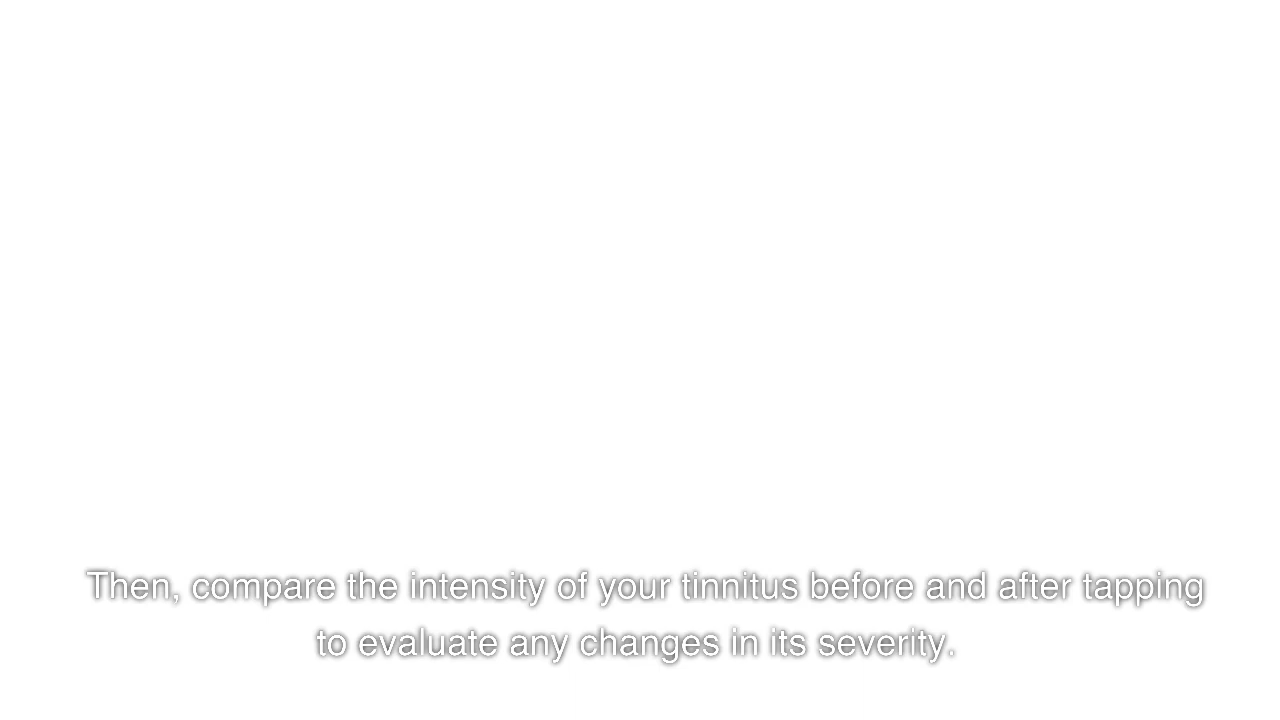 Then, compare the intensity of your tinnitus before and after tapping
to evaluate any changes in its severity.